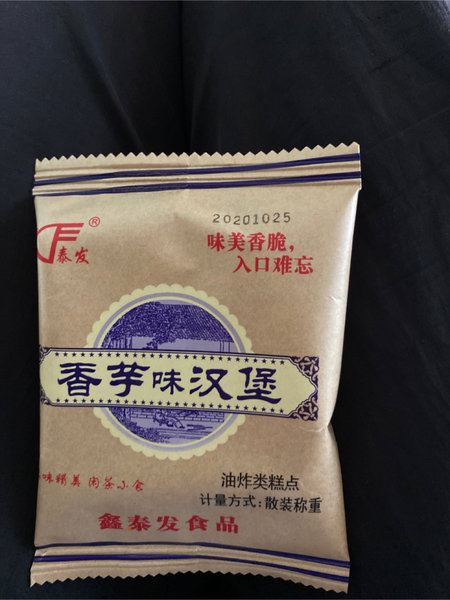 ®
泰发
20201025
味美香脆,
入口难忘
香芋味汉堡
味精美 闲茶小食
油炸类糕点
计量方式:散装称重
鑫泰发食品